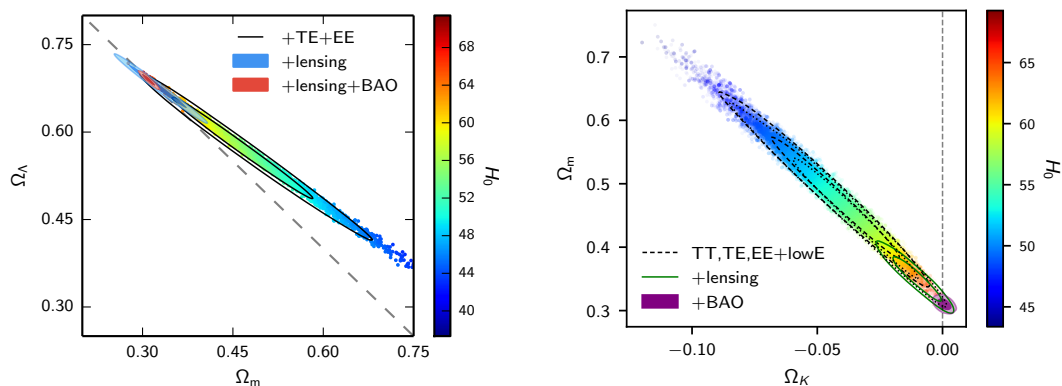 0.75
0.60
0.45
0.30
Ω_Λ
0.30 0.45 0.60 0.75
Ω_m
+TE+EE
+lensing
+lensing+BAO
68
64
60
56
52
48
44
40
H_0
0.7
0.6
0.5
0.4
0.3
Ω_m
−0.10 −0.05 0.00
Ω_K
TT,TE,EE+lowE
+lensing
+BAO
65
60
55
50
45
H_0